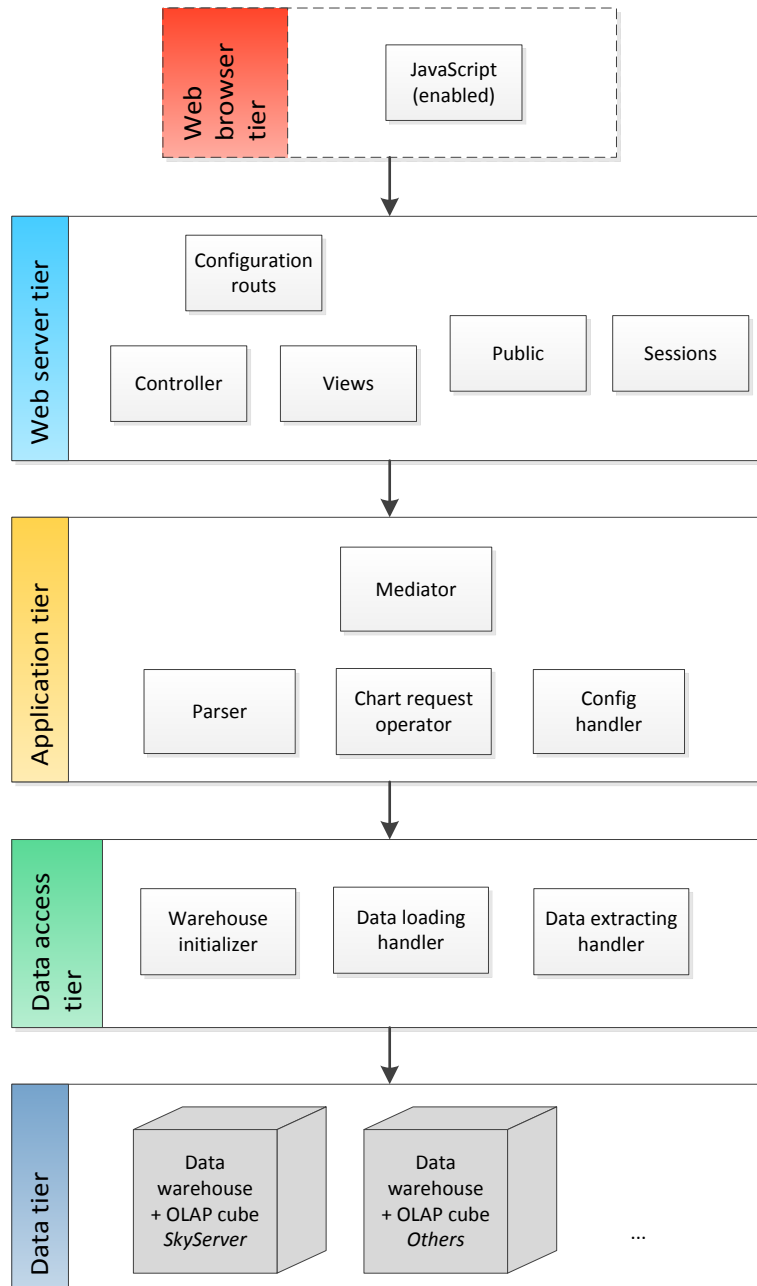 Web
browser
tier
JavaScript
(enabled)
Web server tier
Configuration
routs
Controller
Views
Public
Sessions
Application tier
Mediator
Parser
Chart request
operator
Config
handler
Data access
tier
Warehouse
initializer
Data loading
handler
Data extracting
handler
Data tier
Data
warehouse
+ OLAP cube
SkyServer
Data
warehouse
+ OLAP cube
Others
...